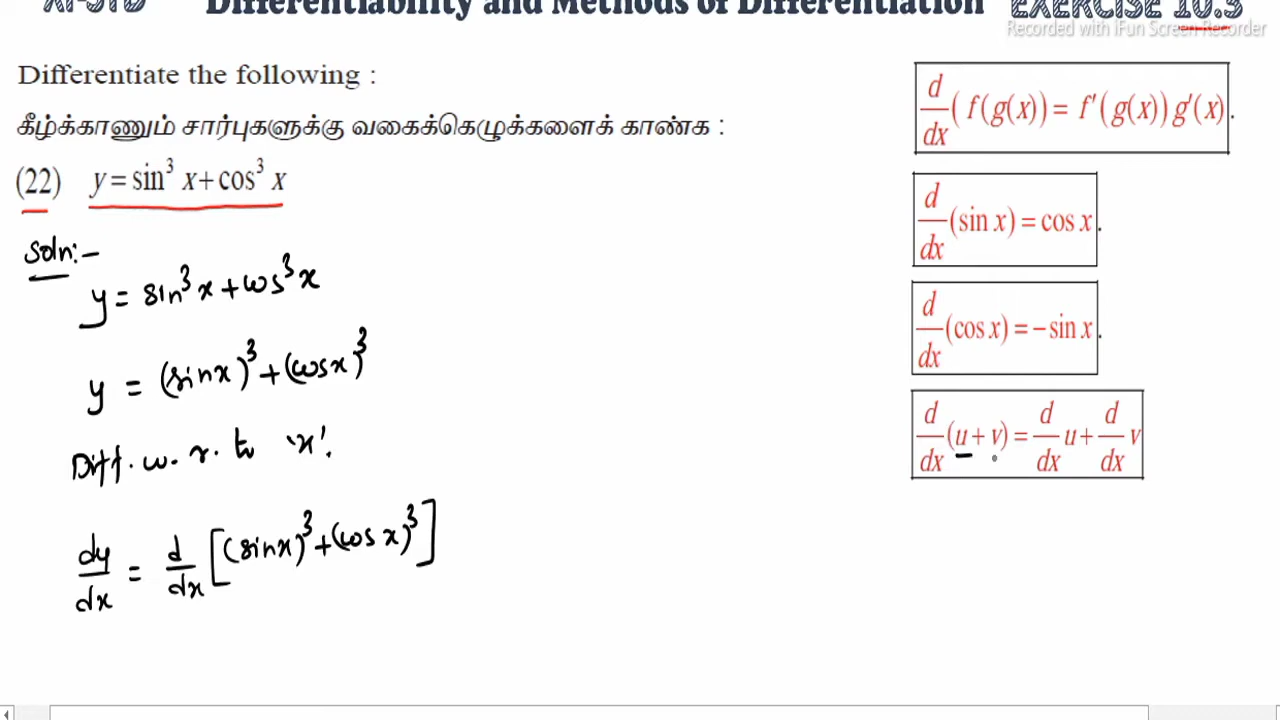 XI-STD Differentiability and Methods of Differentiation EXERCISE 10.3
Recorded with iFun Screen Recorder
Differentiate the following :
கீழ்க்காணும் சார்புகளுக்கு வகைக்கெழுக்களைக் காண்க :
(22) y = sin³ x + cos³ x
Soln:-
y = sin³x + cos³x
y = (sinx)³ + (cosx)³
Diff. w. r. to 'x'.
dy/dx = d/dx [(sinx)³ + (cos x)³]
d/dx ( f(g(x)) = f'(g(x)) g'(x).
d/dx (sin x) = cos x.
d/dx (cos x) = − sin x.
d/dx (u + v) = d/dx u + d/dx v